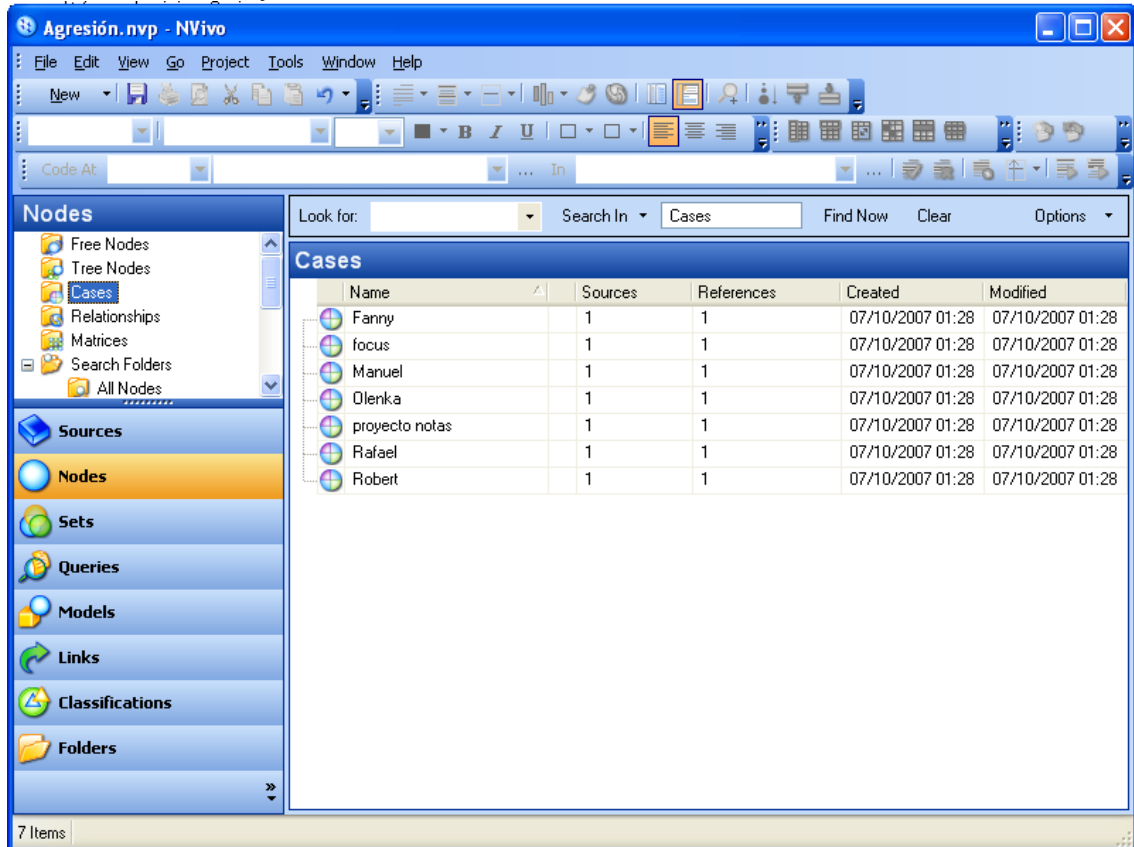 Agresión.nvp - NVivo
File Edit View Go Project Tools Window Help
New
B I U
Code At ... In ...
Nodes
Look for: Search In Cases Find Now Clear Options
Free Nodes
Tree Nodes
Cases
Relationships
Matrices
Search Folders
All Nodes
Cases
Name Sources References Created Modified
Fanny 1 1 07/10/2007 01:28 07/10/2007 01:28
focus 1 1 07/10/2007 01:28 07/10/2007 01:28
Manuel 1 1 07/10/2007 01:28 07/10/2007 01:28
Olenka 1 1 07/10/2007 01:28 07/10/2007 01:28
proyecto notas 1 1 07/10/2007 01:28 07/10/2007 01:28
Rafael 1 1 07/10/2007 01:28 07/10/2007 01:28
Robert 1 1 07/10/2007 01:28 07/10/2007 01:28
Sources
Nodes
Sets
Queries
Models
Links
Classifications
Folders
7 Items